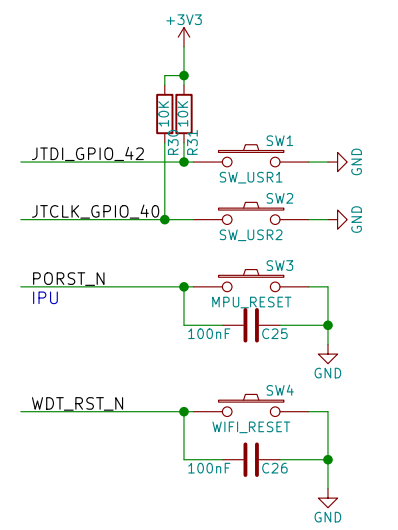 +3V3
10K
10K
R30
R31
JTDI_GPIO_42
SW1
GND
SW_USR1
JTCLK_GPIO_40
SW2
GND
SW_USR2
PORST_N
IPU
SW3
MPU_RESET
100nF
C25
GND
WDT_RST_N
SW4
WIFI_RESET
100nF
C26
GND